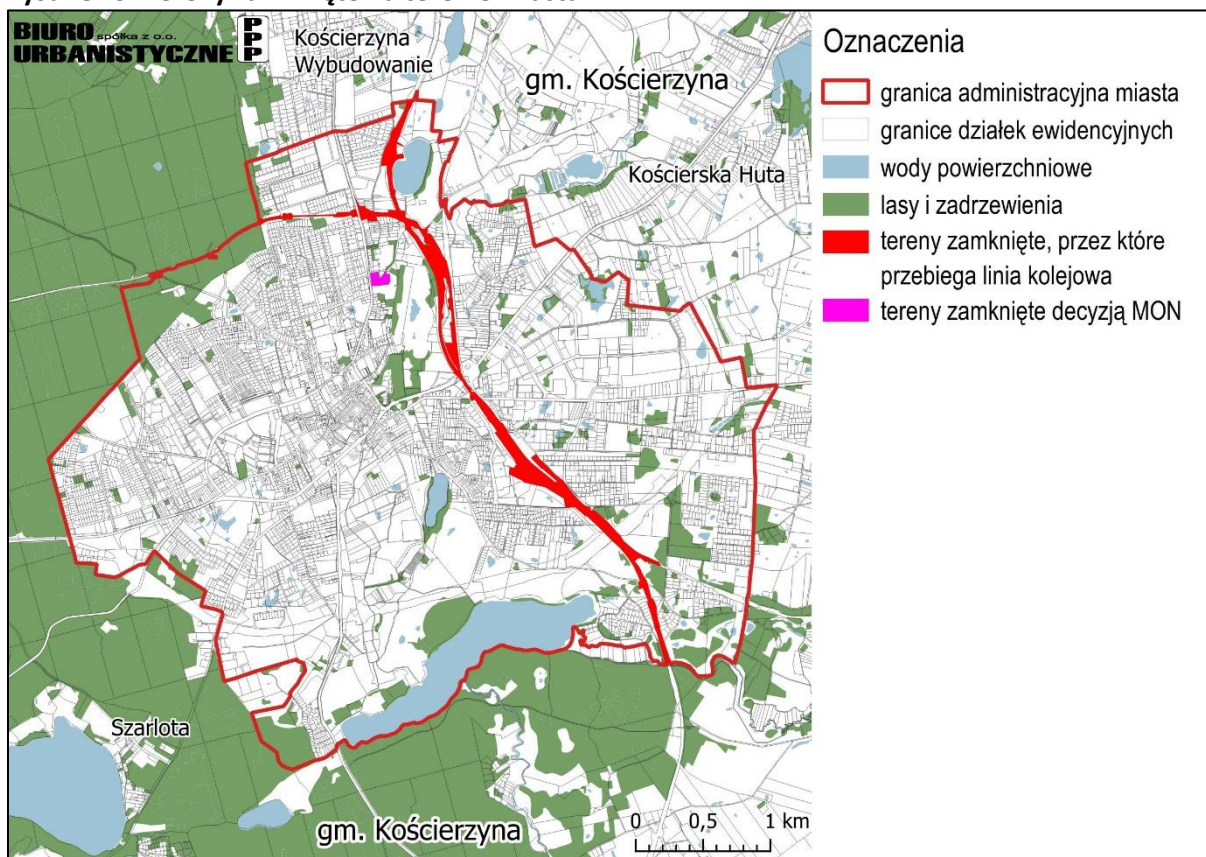 BIURO spółka z o.o.
URBANISTYCZNE
P
P
P
Kościerzyna
Wybudowanie
gm. Kościerzyna
Kościerska Huta
Szarlota
gm. Kościerzyna
0 0,5 1 km
Oznaczenia
granica administracyjna miasta
granice działek ewidencyjnych
wody powierzchniowe
lasy i zadrzewienia
tereny zamknięte, przez które
przebiega linia kolejowa
tereny zamknięte decyzją MON